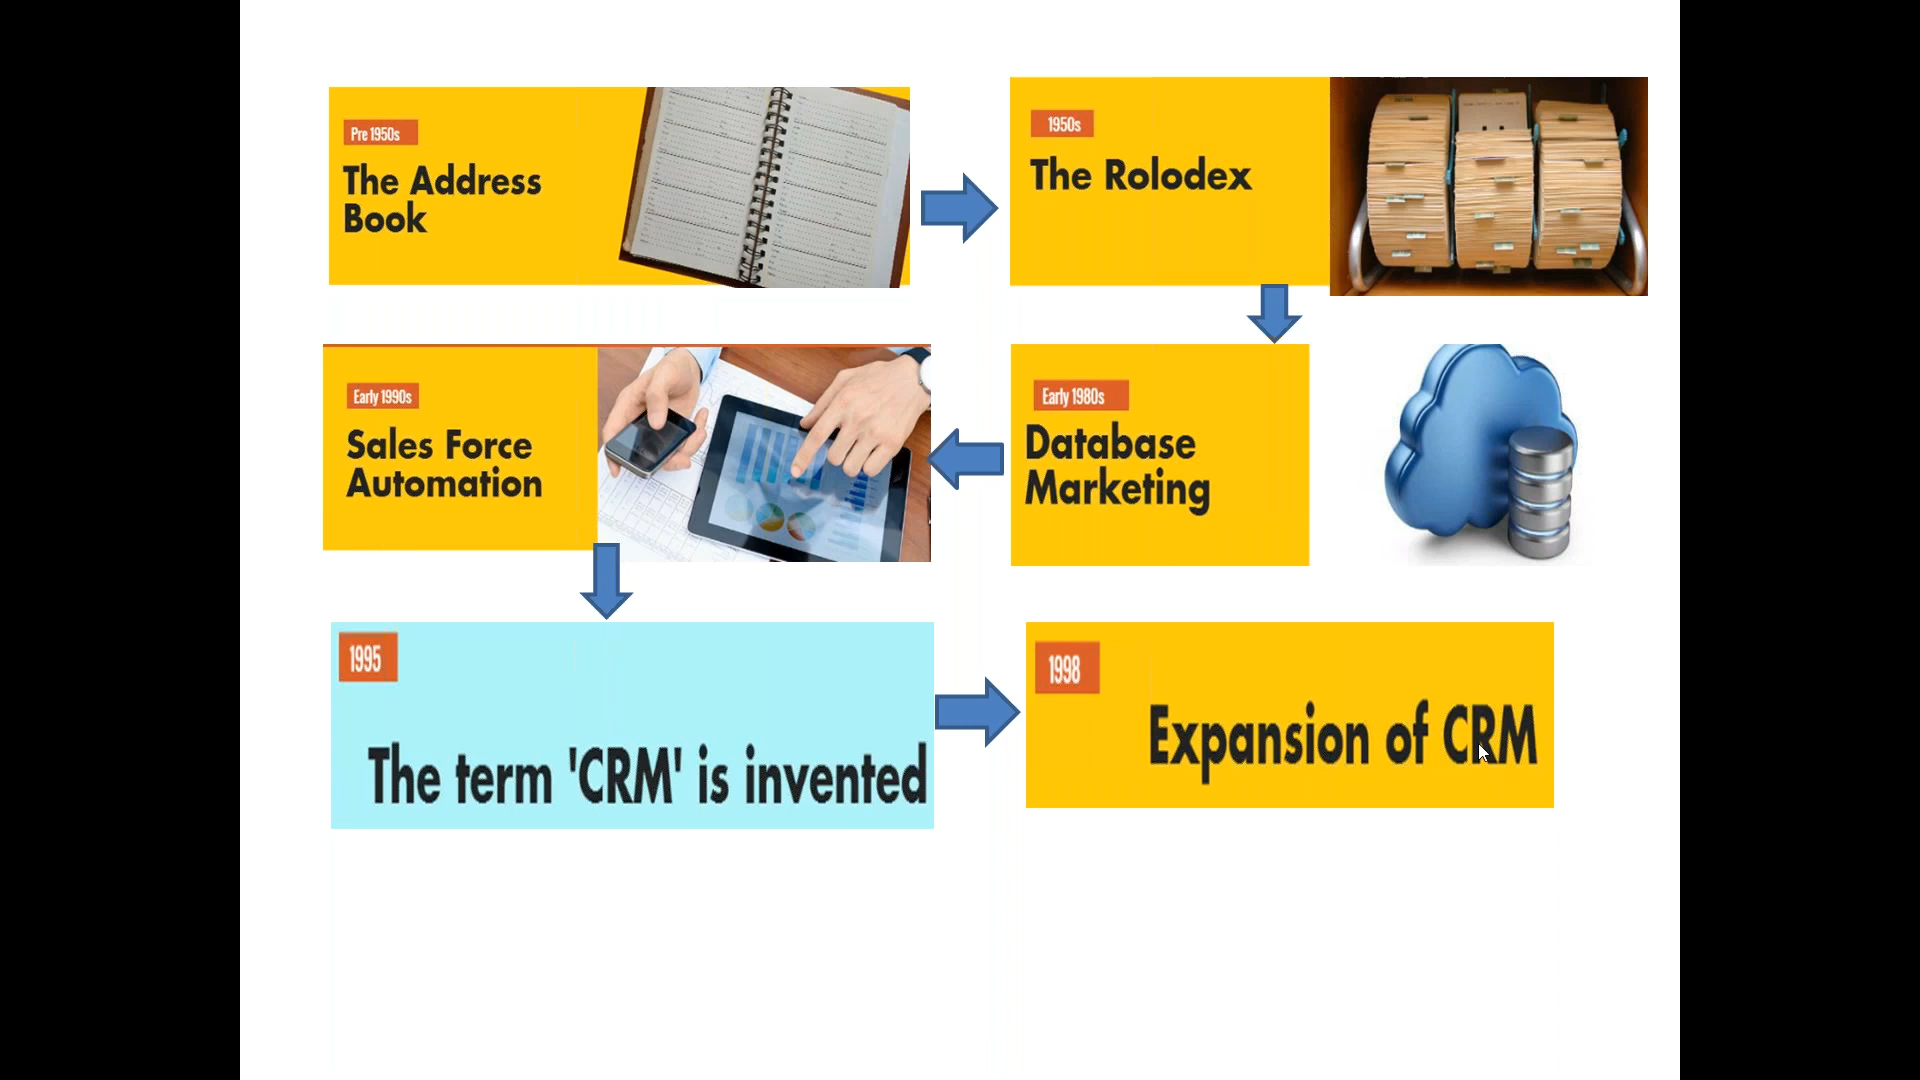 Pre 1950s
The Address
Book
1950s
The Rolodex
Early 1980s
Database
Marketing
Early 1990s
Sales Force
Automation
1995
The term 'CRM' is invented
1998
Expansion of CRM